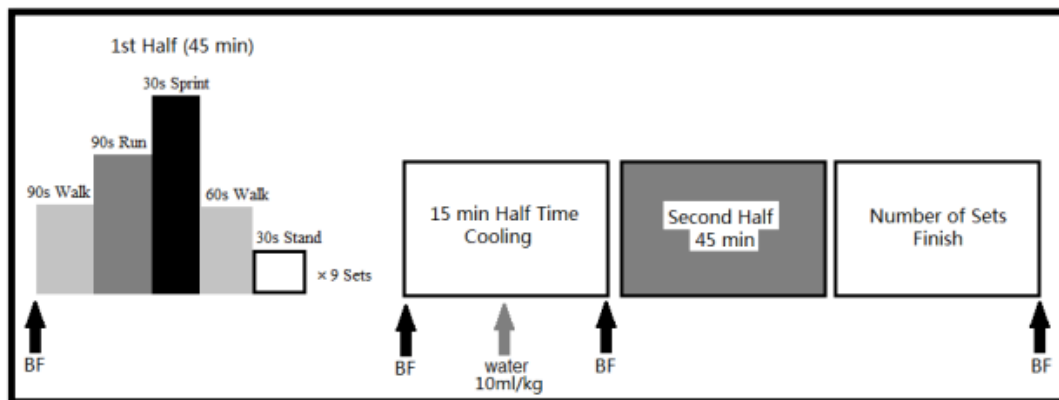 1st Half (45 min)
30s Sprint
90s Run
90s Walk
60s Walk
30s Stand
× 9 Sets
15 min Half Time
Cooling
Second Half
45 min
Number of Sets
Finish
BF
BF
water
10ml/kg
BF
BF